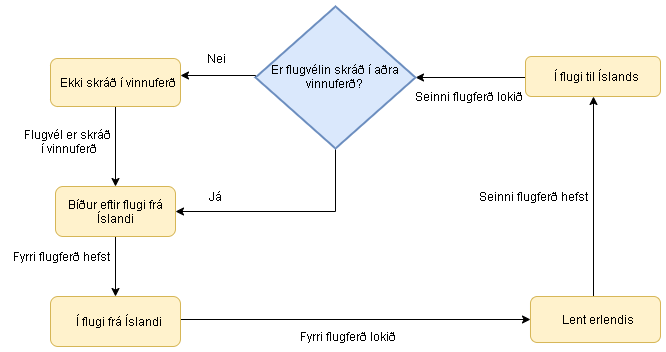 Nei
Er flugvélin skráð í aðra
vinnuferð?
Ekki skráð í vinnuferð
Í flugi til Íslands
Seinni flugferð lokið
Flugvél er skráð
í vinnuferð
Bíður eftir flugi frá
Íslandi
Já
Seinni flugferð hefst
Fyrri flugferð hefst
Í flugi frá Íslandi
Fyrri flugferð lokið
Lent erlendis